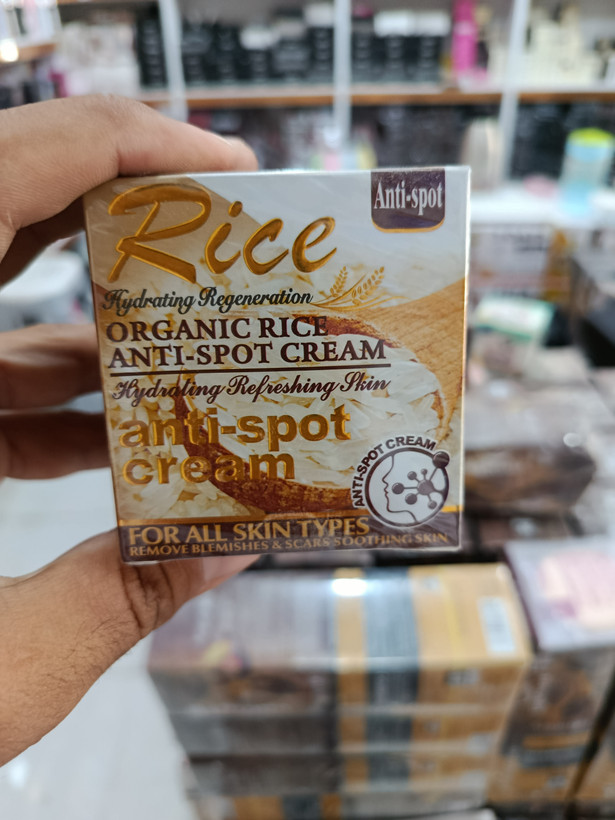 Anti-spot
Rice
Hydrating Regeneration
ORGANIC RICE
ANTI-SPOT CREAM
Hydrating Refreshing Skin
anti-spot
cream
ANTI-SPOT CREAM
FOR ALL SKIN TYPES
REMOVE BLEMISHES & SCARS SOOTHING SKIN